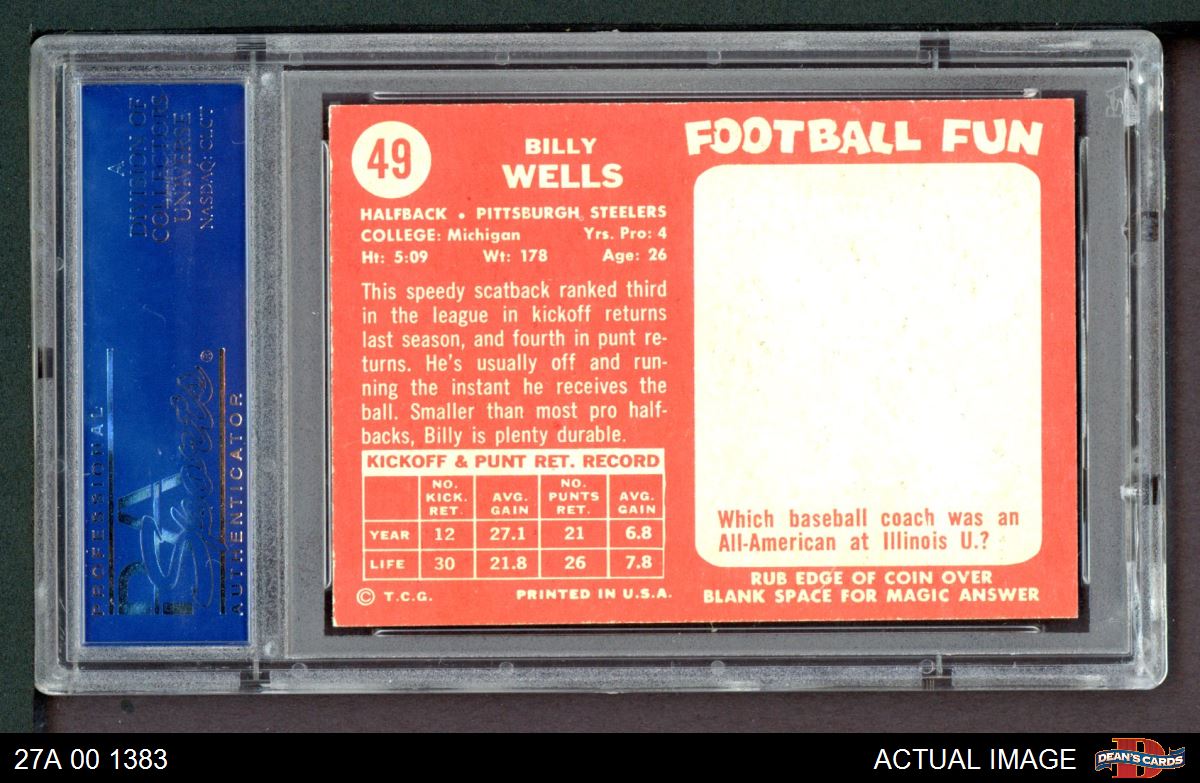 A
DIVISION OF
COLLECTORS
UNIVERSE
NASDAQ: CLCT
PROFESSIONAL
PSA
Sports ®
AUTHENTICATOR
49
BILLY
WELLS
HALFBACK • PITTSBURGH STEELERS
COLLEGE: Michigan Yrs. Pro: 4
Ht: 5:09 Wt: 178 Age: 26
This speedy scatback ranked third
in the league in kickoff returns
last season, and fourth in punt re-
turns. He's usually off and run-
ning the instant he receives the
ball. Smaller than most pro half-
backs, Billy is plenty durable.
KICKOFF & PUNT RET. RECORD
NO. KICK. RET. AVG. GAIN NO. PUNTS RET. AVG. GAIN
YEAR 12 27.1 21 6.8
LIFE 30 21.8 26 7.8
© T.C.G. PRINTED IN U.S.A.
FOOTBALL FUN
Which baseball coach was an
All-American at Illinois U.?
RUB EDGE OF COIN OVER
BLANK SPACE FOR MAGIC ANSWER
27A 00 1383
ACTUAL IMAGE
D
DEAN'S CARDS